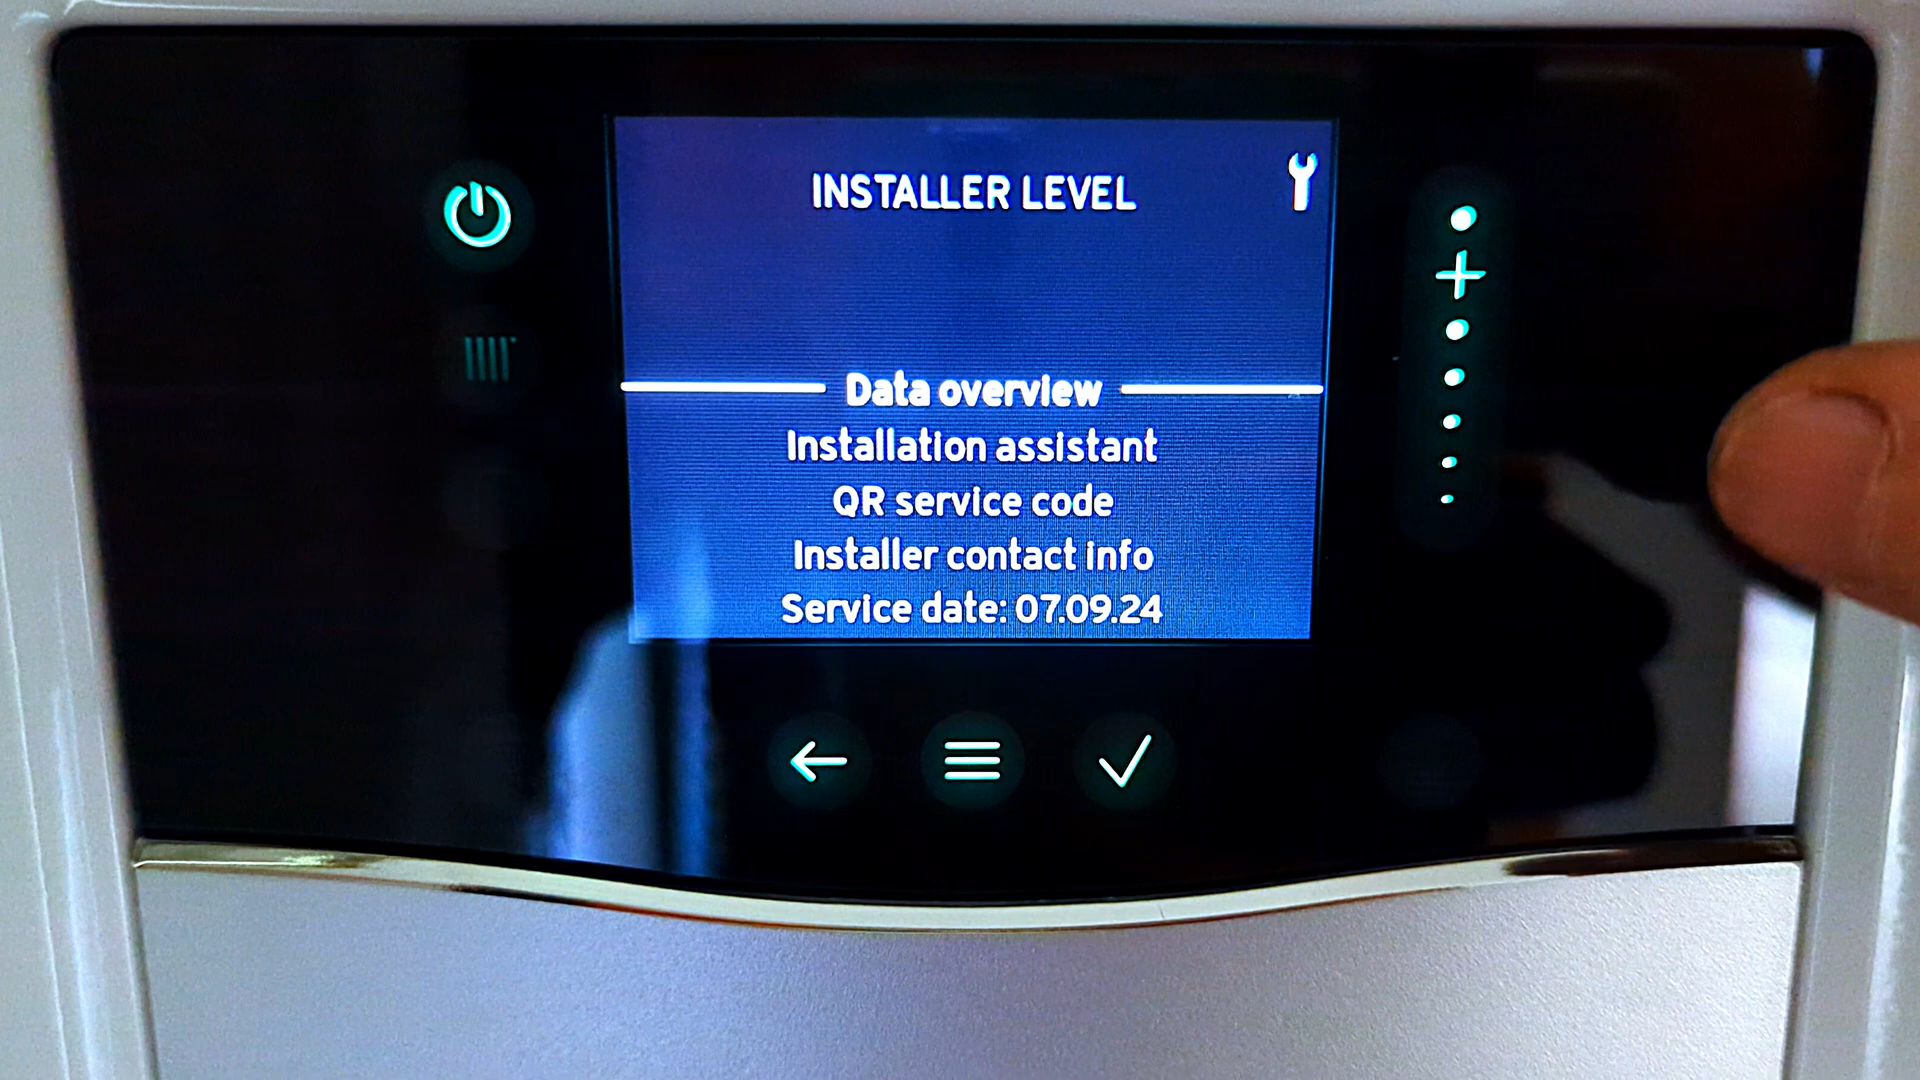 INSTALLER LEVEL
Data overview
Installation assistant
QR service code
Installer contact info
Service date: 07.09.24